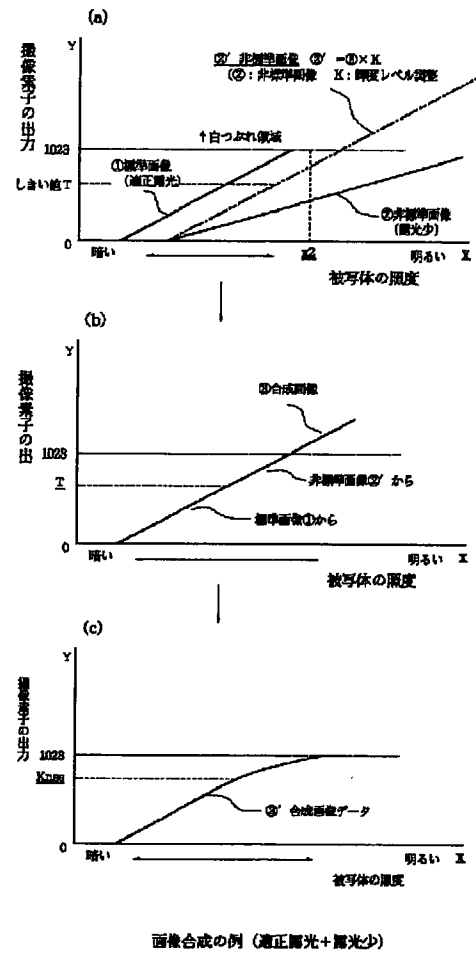 (a)
Y
撮像素子の出力
②' 非標準画像 ②' =②×K
(②：非標準画像 K：輝度レベル調整
↑白つぶれ領域
1023
①標準画像
(適正露光)
しきい値T
②非標準画像
(露光少)
0
暗い
x2
明るい X
被写体の照度
(b)
Y
撮像素子の出
③合成画像
1023
T
非標準画像②' から
標準画像①から
0
暗い
明るい X
被写体の照度
(c)
Y
撮像素子の出力
1023
Knee
③' 合成画像データ
0
暗い
明るい X
被写体の照度
画像合成の例 (適正露光＋露光少)